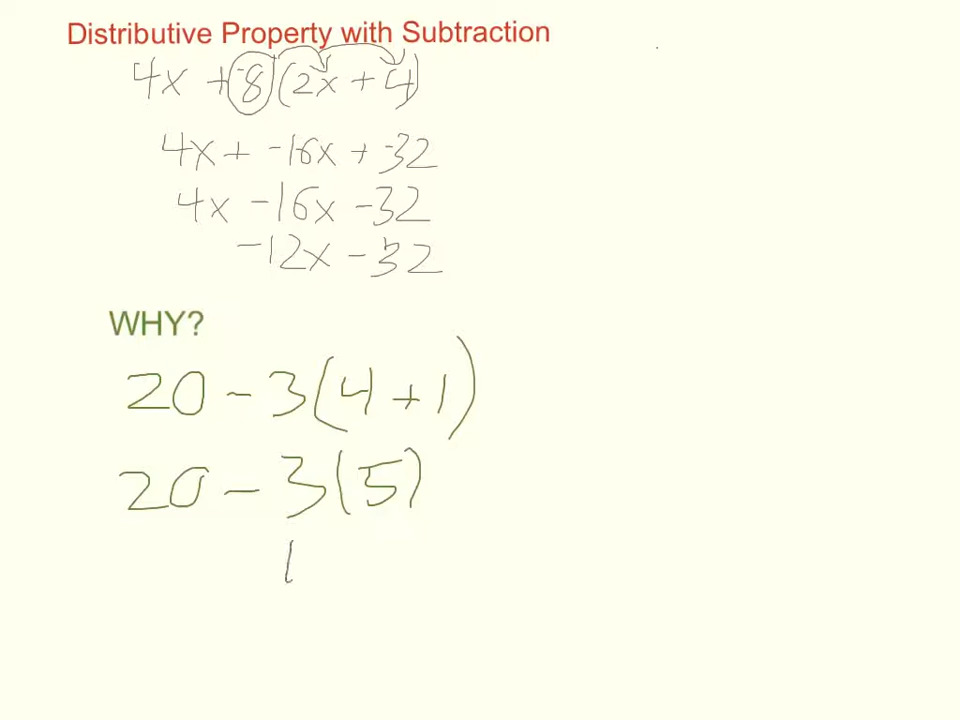 Distributive Property with Subtraction
4x + -8(2x + 4)
4x + -16x + -32
4x - 16x - 32
-12x - 32
WHY?
20 - 3(4 + 1)
20 - 3(5)
1